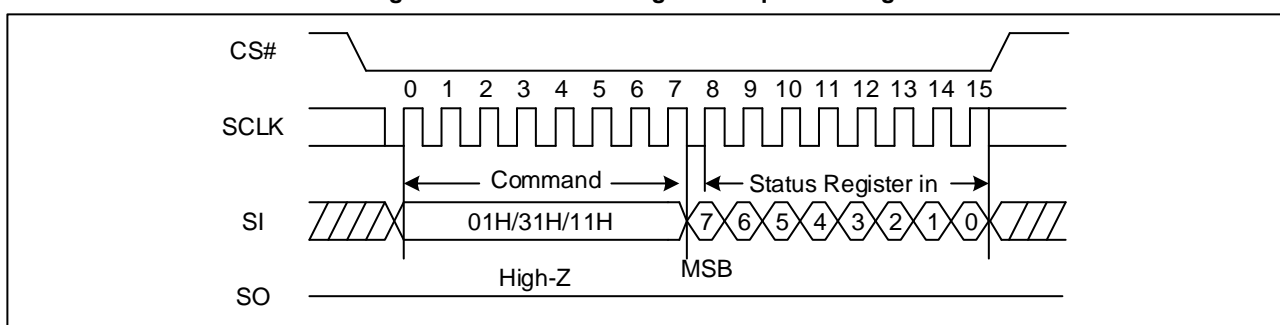 CS#
0 1 2 3 4 5 6 7 8 9 10 11 12 13 14 15
SCLK
Command
Status Register in
SI
01H/31H/11H
7 6 5 4 3 2 1 0
MSB
High-Z
SO